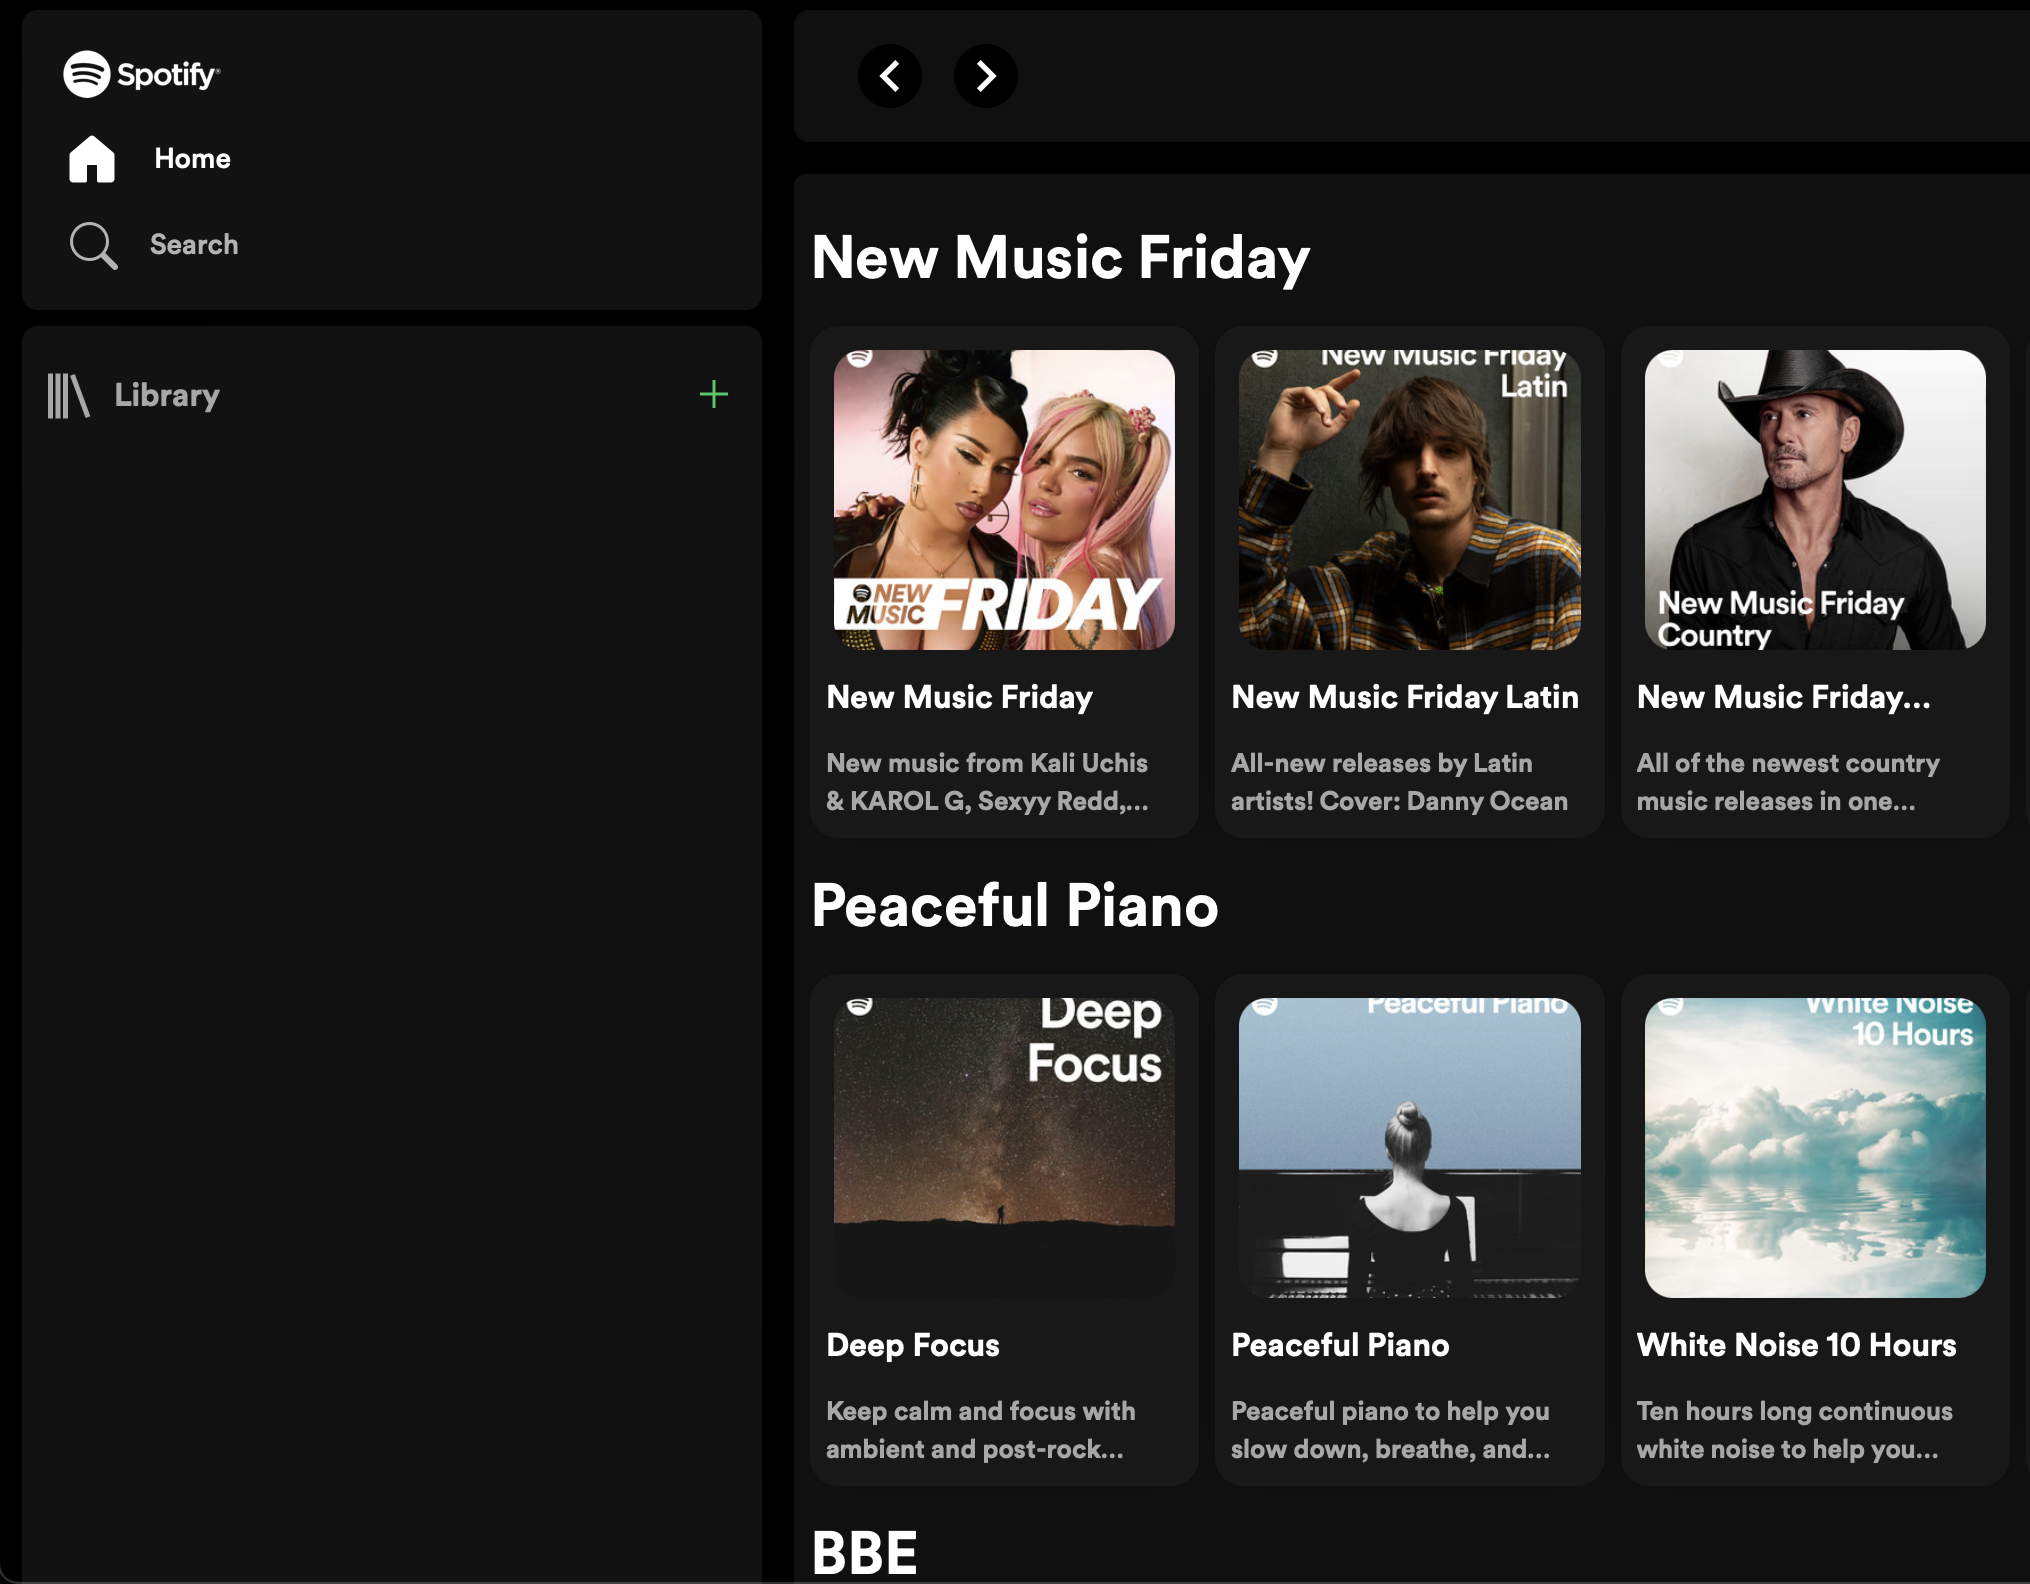 Spotify
Home
Search
Library
New Music Friday
NEW
MUSIC
FRIDAY
New Music Friday
New music from Kali Uchis
& KAROL G, Sexyy Redd,...
New Music Friday
Latin
New Music Friday Latin
All-new releases by Latin
artists! Cover: Danny Ocean
New Music Friday
Country
New Music Friday...
All of the newest country
music releases in one...
Peaceful Piano
Deep
Focus
Deep Focus
Keep calm and focus with
ambient and post-rock...
Peaceful Piano
Peaceful Piano
Peaceful piano to help you
slow down, breathe, and...
White Noise
10 Hours
White Noise 10 Hours
Ten hours long continuous
white noise to help you...
BBE